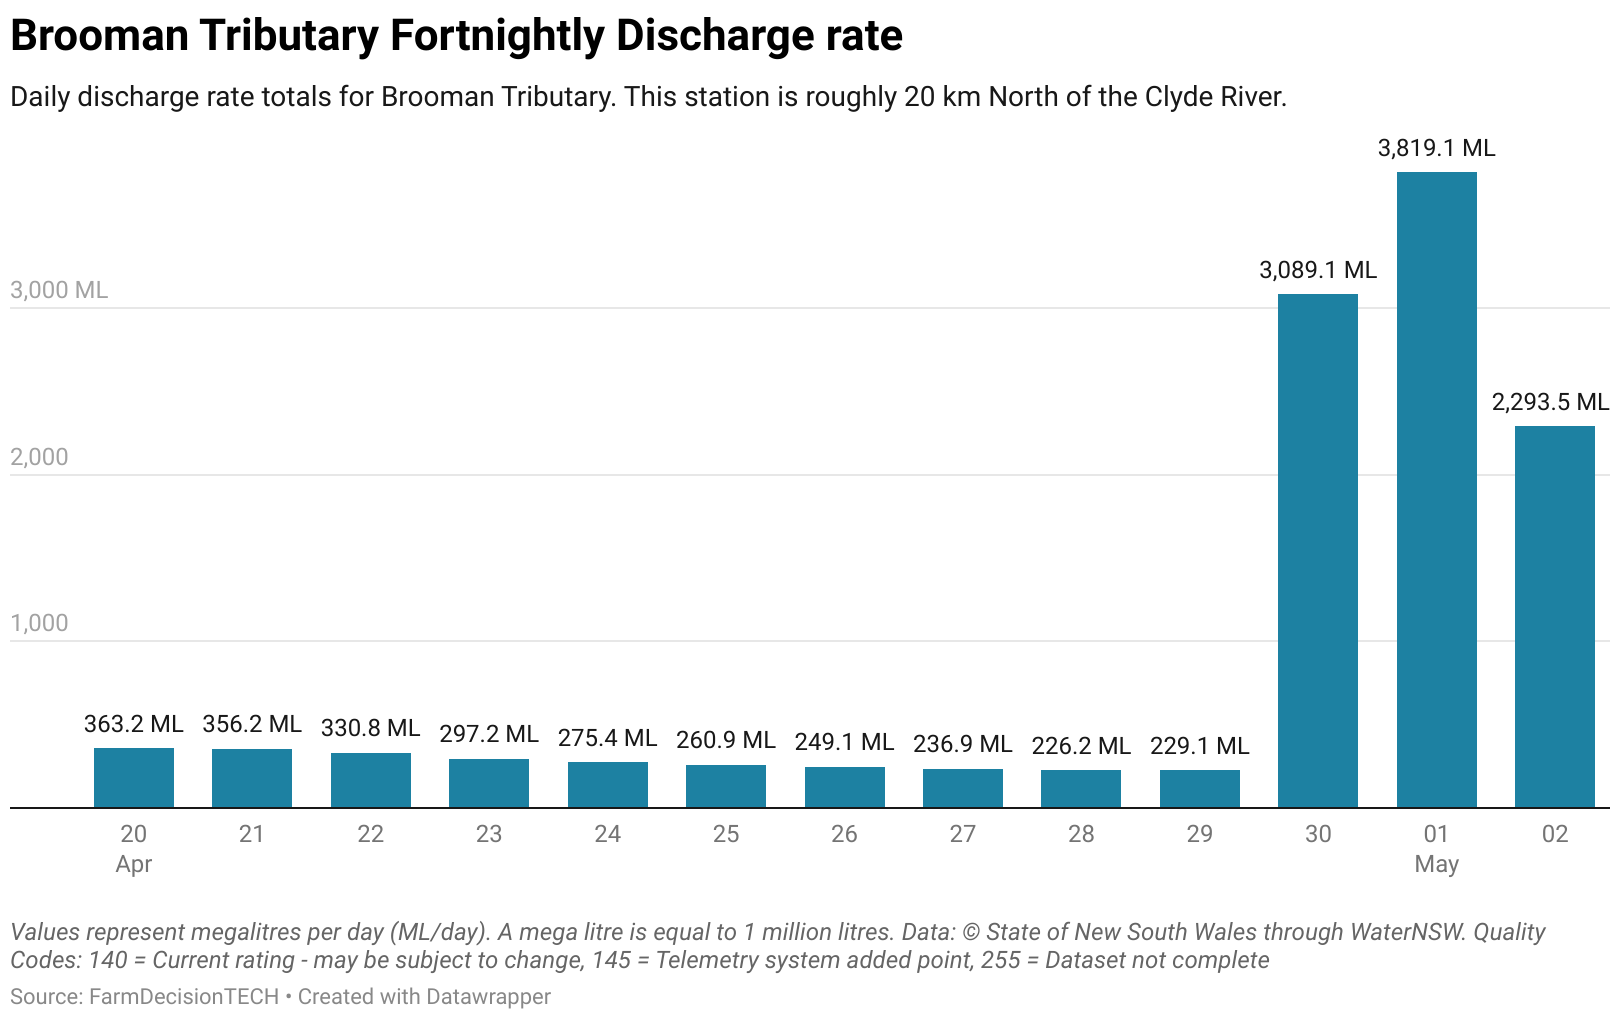 Brooman Tributary Fortnightly Discharge rate
Daily discharge rate totals for Brooman Tributary. This station is roughly 20 km North of the Clyde River.
3,819.1 ML
3,089.1 ML
3,000 ML
2,293.5 ML
2,000
1,000
363.2 ML 356.2 ML 330.8 ML 297.2 ML 275.4 ML 260.9 ML 249.1 ML 236.9 ML 226.2 ML 229.1 ML
20 21 22 23 24 25 26 27 28 29 30 01 02
Apr May
Values represent megalitres per day (ML/day). A mega litre is equal to 1 million litres. Data: © State of New South Wales through WaterNSW. Quality
Codes: 140 = Current rating - may be subject to change, 145 = Telemetry system added point, 255 = Dataset not complete
Source: FarmDecisionTECH • Created with Datawrapper